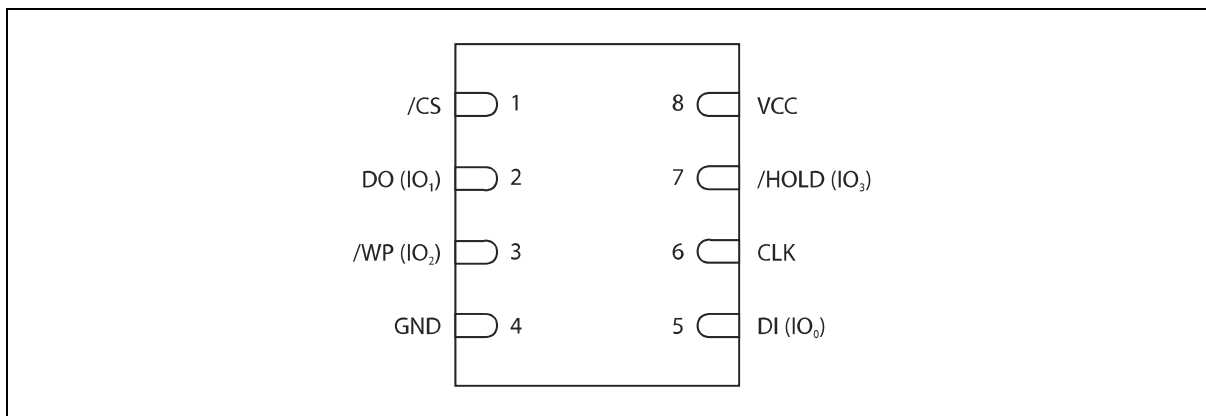 /CS 1 8 VCC
DO (IO₁) 2 7 /HOLD (IO₃)
/WP (IO₂) 3 6 CLK
GND 4 5 DI (IO₀)